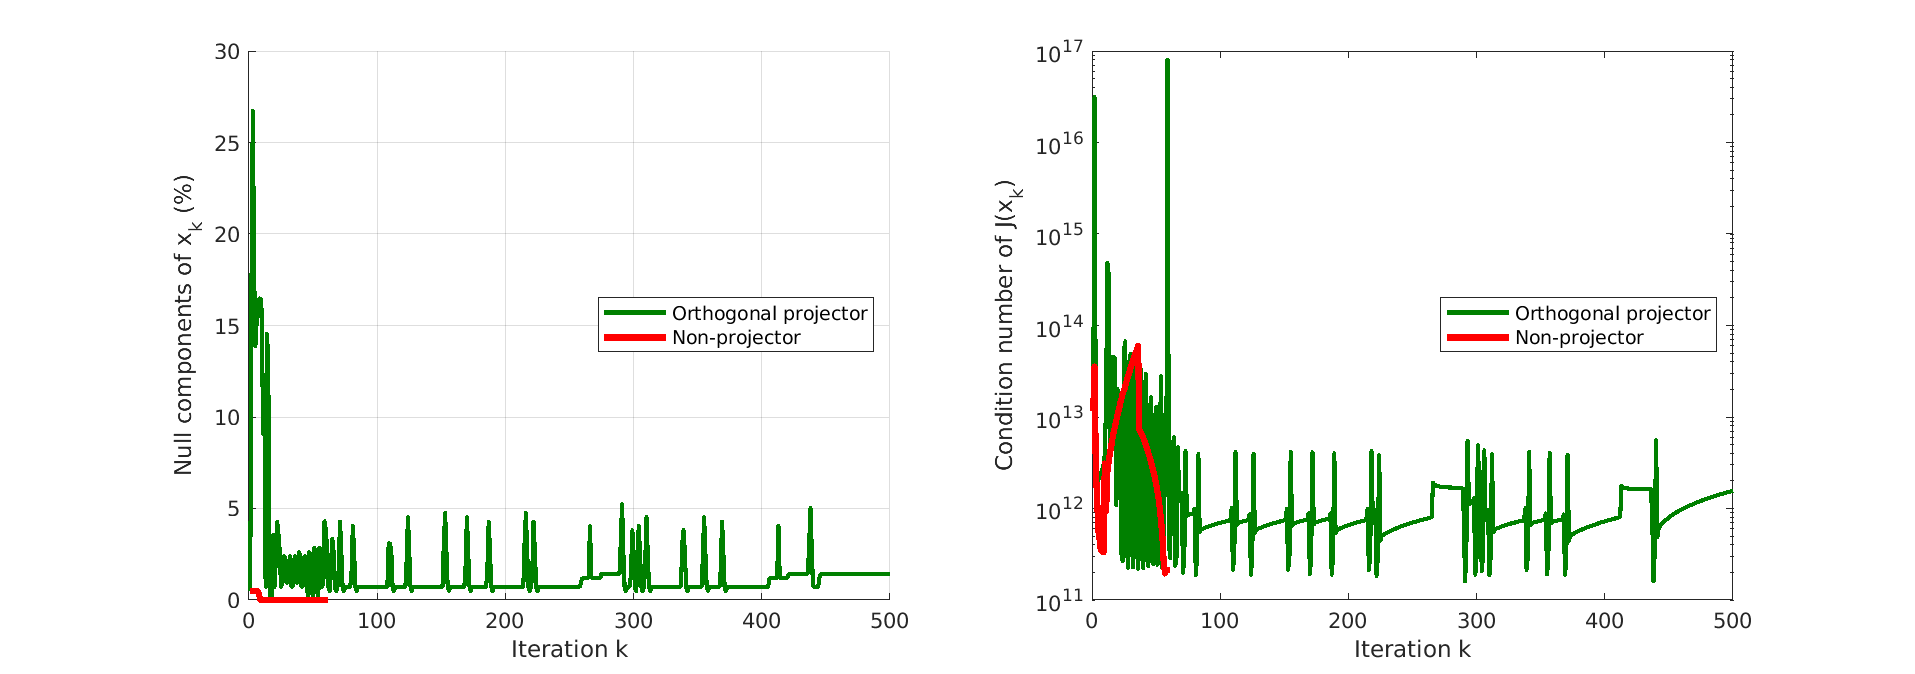 Null components of x_k (%)
30
25
20
15
10
5
0
Orthogonal projector
Non-projector
0 100 200 300 400 500
Iteration k
Condition number of J(x_k)
10^17
10^16
10^15
10^14
10^13
10^12
10^11
Orthogonal projector
Non-projector
0 100 200 300 400 500
Iteration k